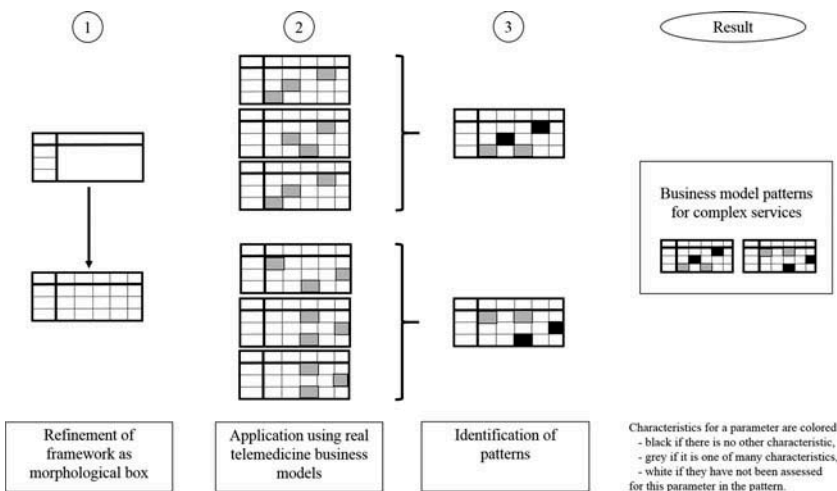 1
2
3
Result
Business model patterns
for complex services
Refinement of
framework as
morphological box
Application using real
telemedicine business
models
Identification of
patterns
Characteristics for a parameter are colored
- black if there is no other characteristic,
- grey if it is one of many characteristics,
- white if they have not been assessed
for this parameter in the pattern.